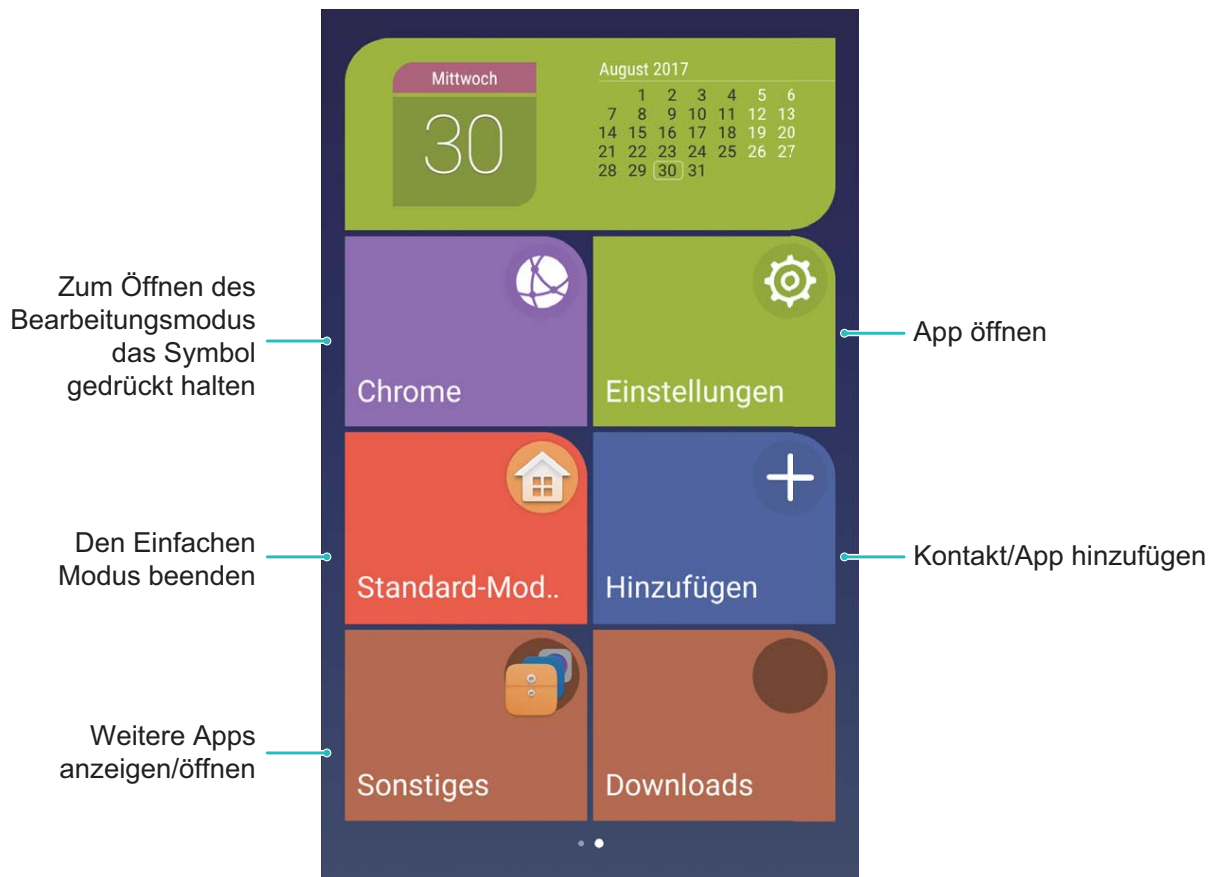 Mittwoch
30
August 2017
1 2 3 4 5 6
7 8 9 10 11 12 13
14 15 16 17 18 19 20
21 22 23 24 25 26 27
28 29 30 31
Zum Öffnen des
Bearbeitungsmodus
das Symbol
gedrückt halten
Chrome
Einstellungen
App öffnen
Den Einfachen
Modus beenden
Standard-Mod..
Hinzufügen
Kontakt/App hinzufügen
Weitere Apps
anzeigen/öffnen
Sonstiges
Downloads